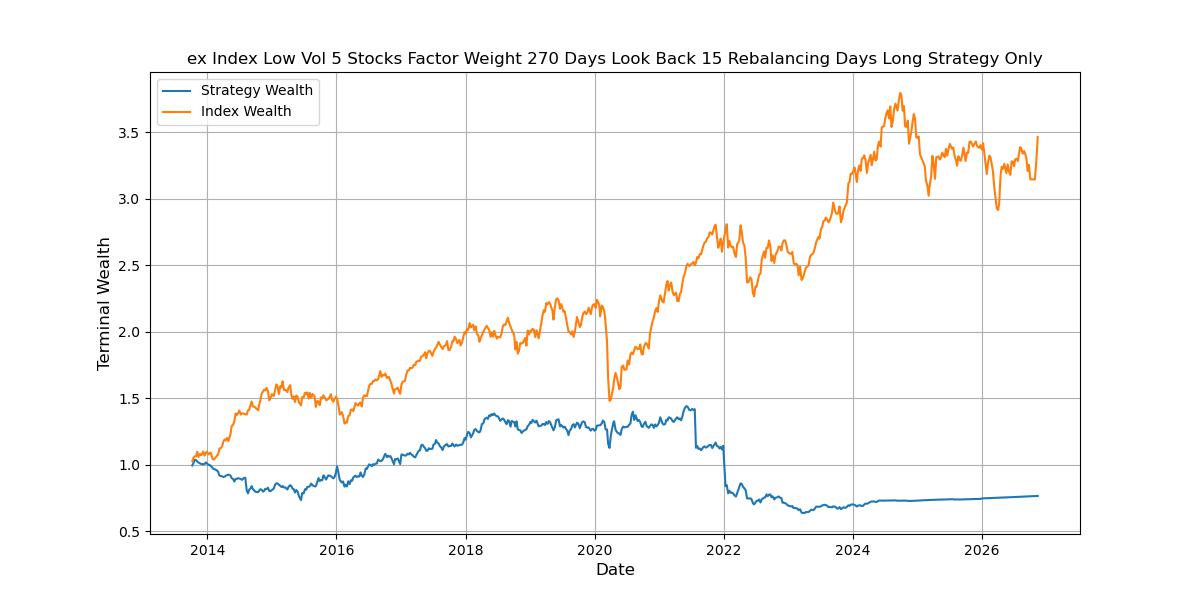 ex Index Low Vol 5 Stocks Factor Weight 270 Days Look Back 15 Rebalancing Days Long Strategy Only
Strategy Wealth
Index Wealth
Terminal Wealth
3.5
3.0
2.5
2.0
1.5
1.0
0.5
2014 2016 2018 2020 2022 2024 2026
Date